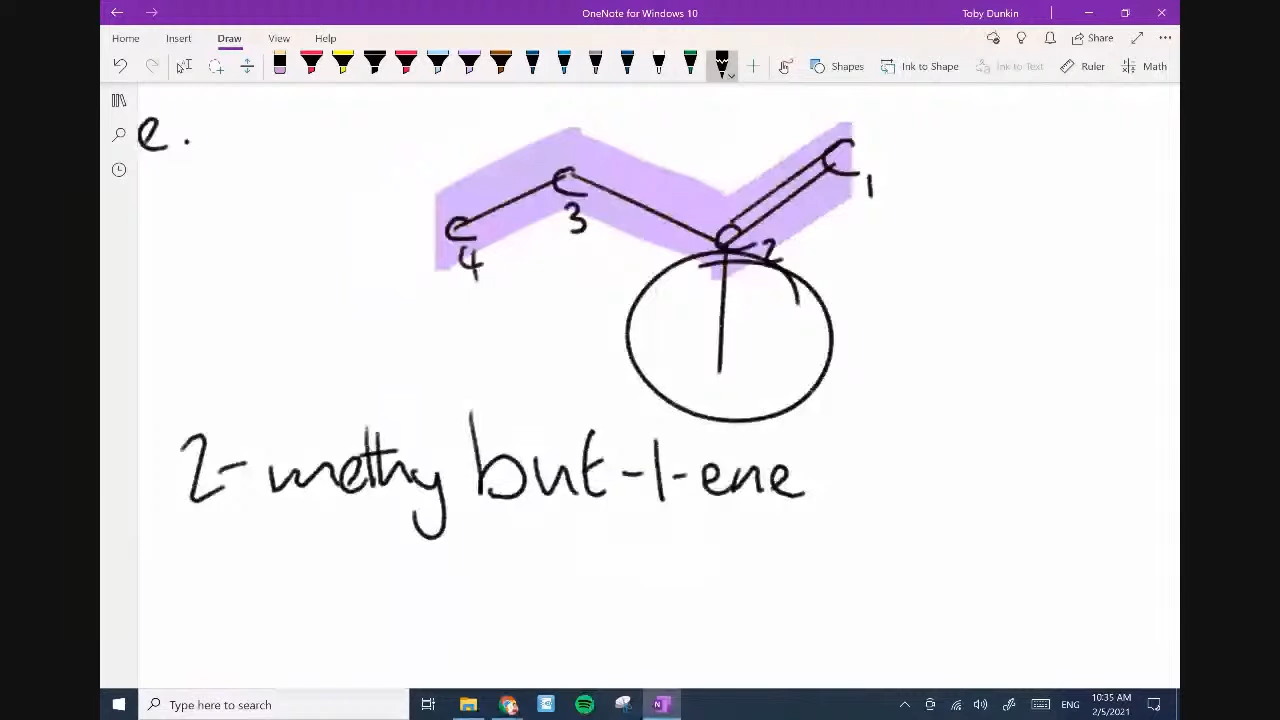 OneNote for Windows 10
Toby Dunkin
Home Insert Draw View Help
Share
Shapes Ink to Shape Ink to Text Ruler Math
e.
C C C C
1
2
3
4
2-methy but-1-ene
Type here to search
ENG
10:35 AM
2/5/2021